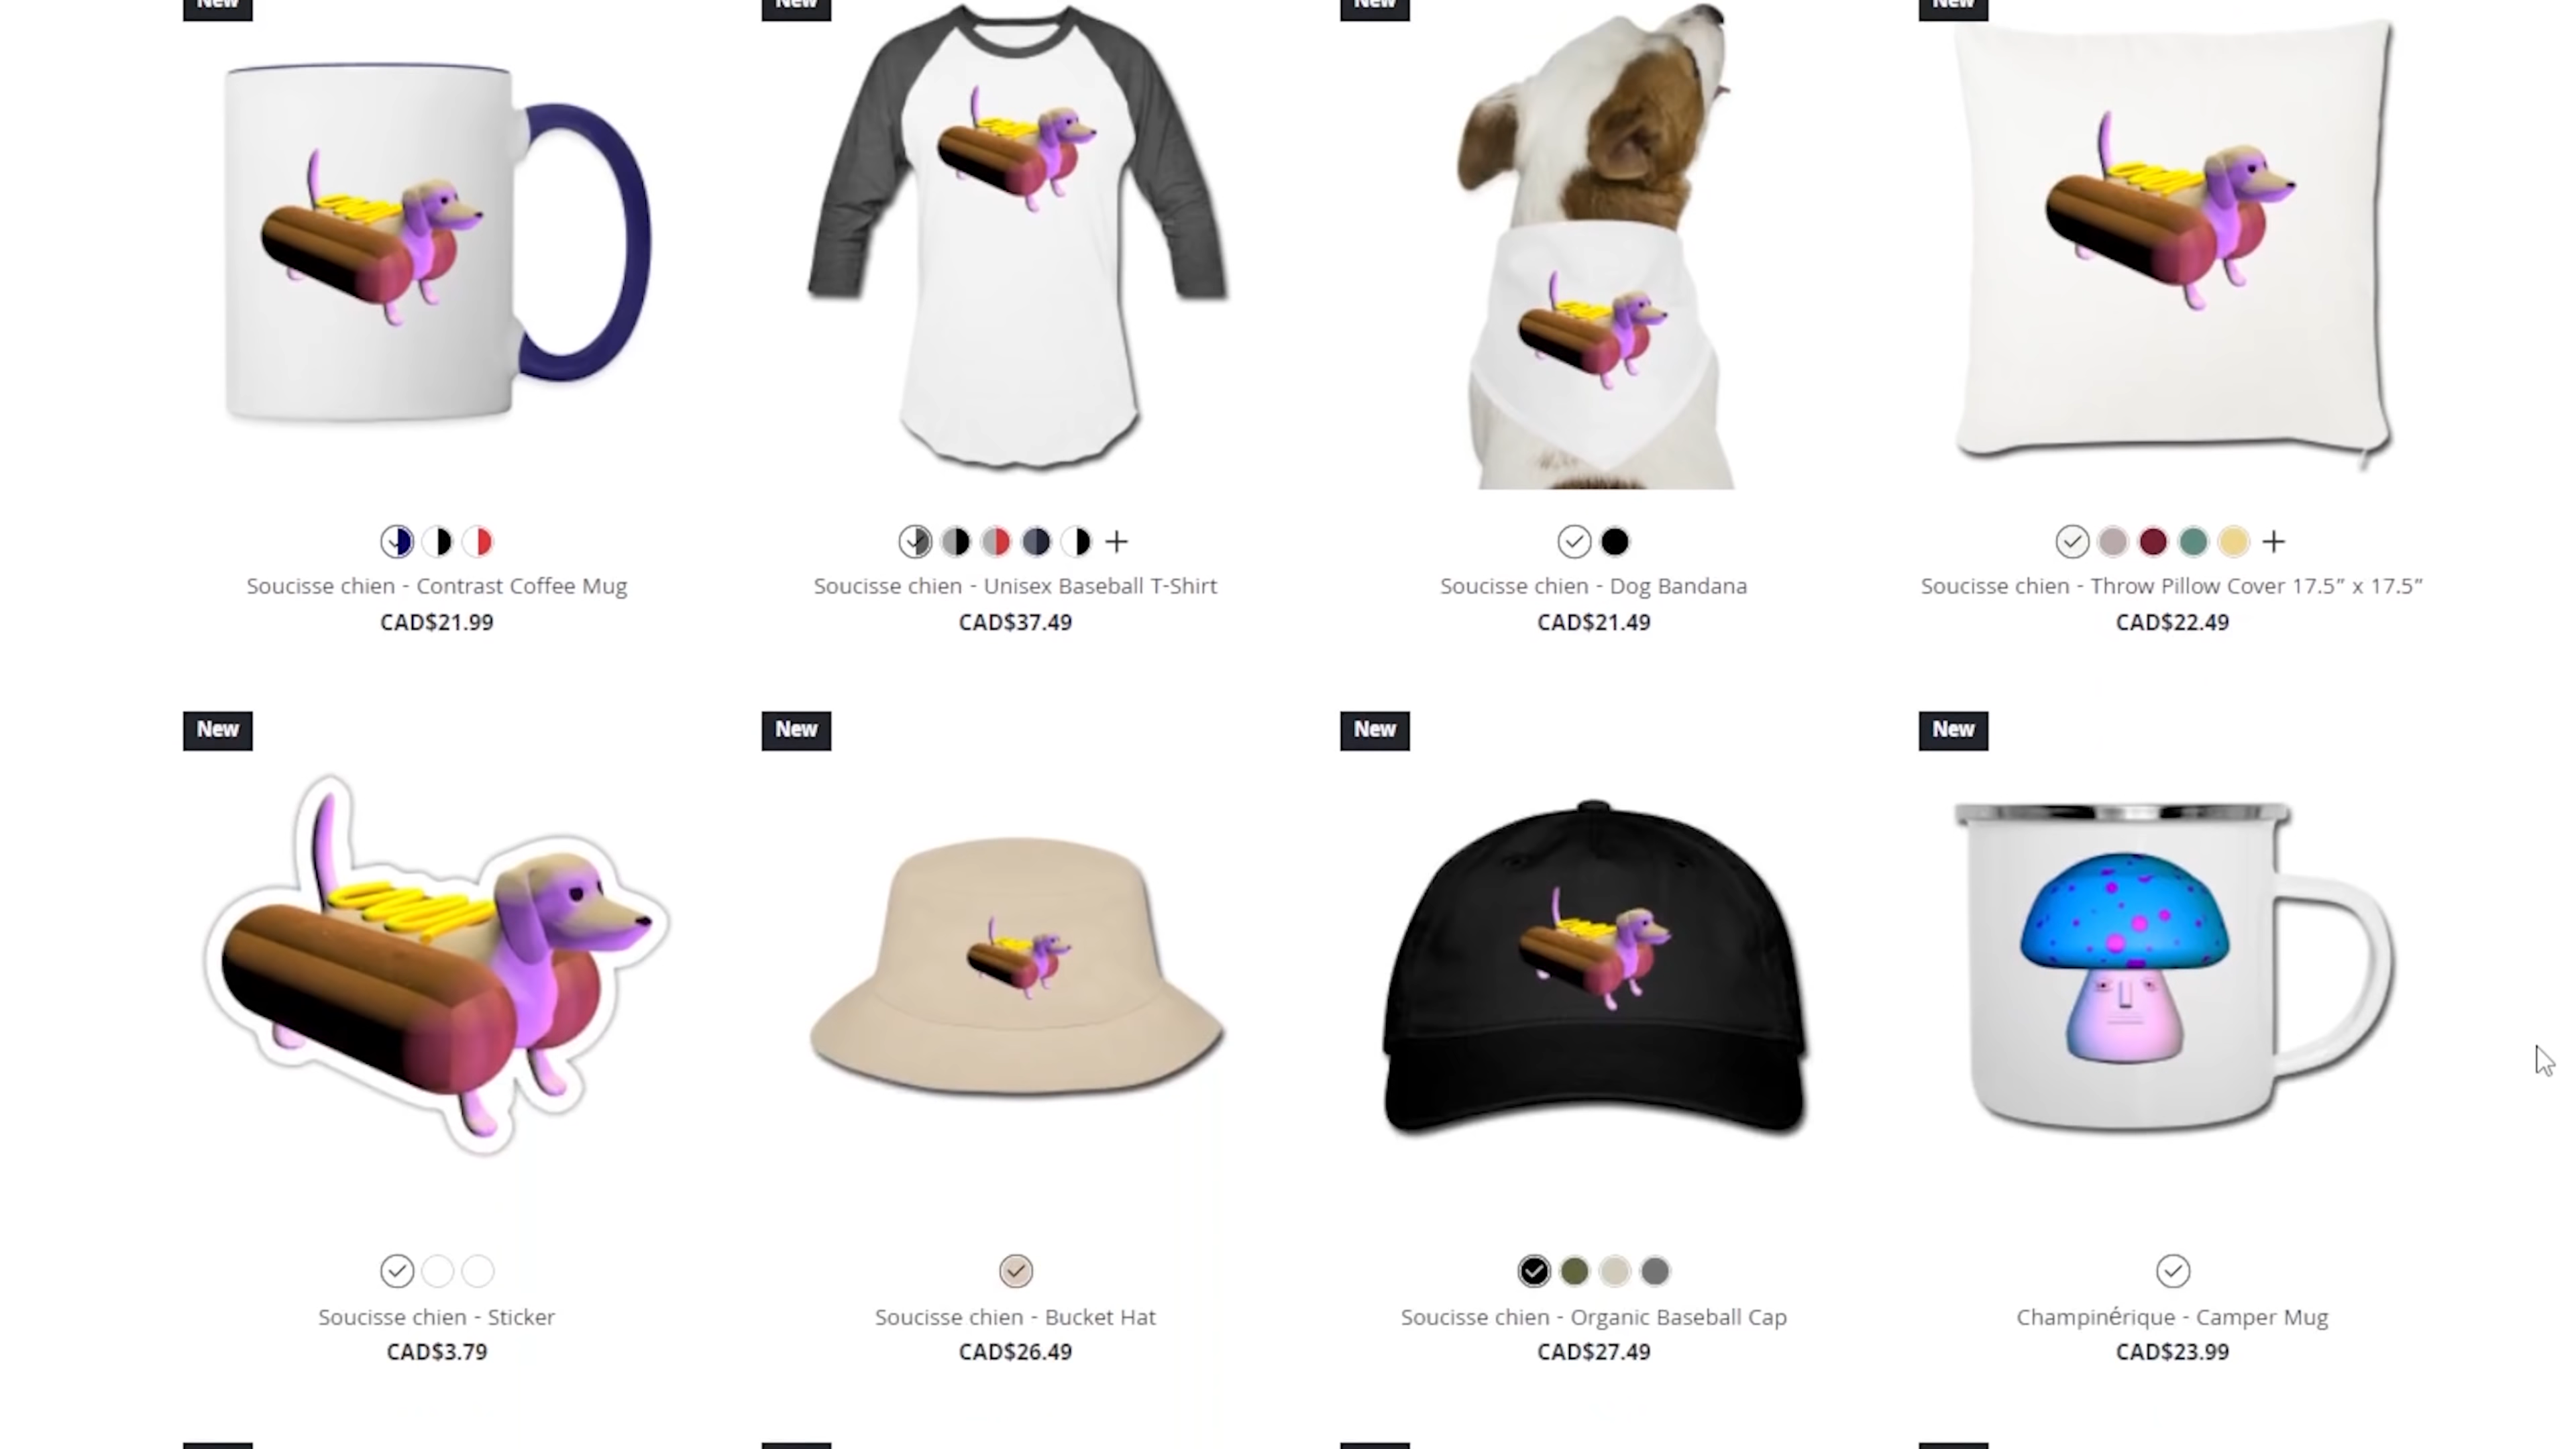 New
New
New
New
Soucisse chien - Contrast Coffee Mug
CAD$21.99
Soucisse chien - Unisex Baseball T-Shirt
CAD$37.49
Soucisse chien - Dog Bandana
CAD$21.49
Soucisse chien - Throw Pillow Cover 17.5” x 17.5”
CAD$22.49
New
New
New
New
Soucisse chien - Sticker
CAD$3.79
Soucisse chien - Bucket Hat
CAD$26.49
Soucisse chien - Organic Baseball Cap
CAD$27.49
Champinérique - Camper Mug
CAD$23.99